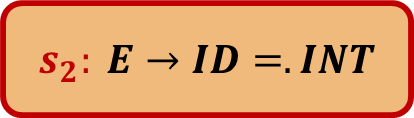 s₂: E → ID =. INT